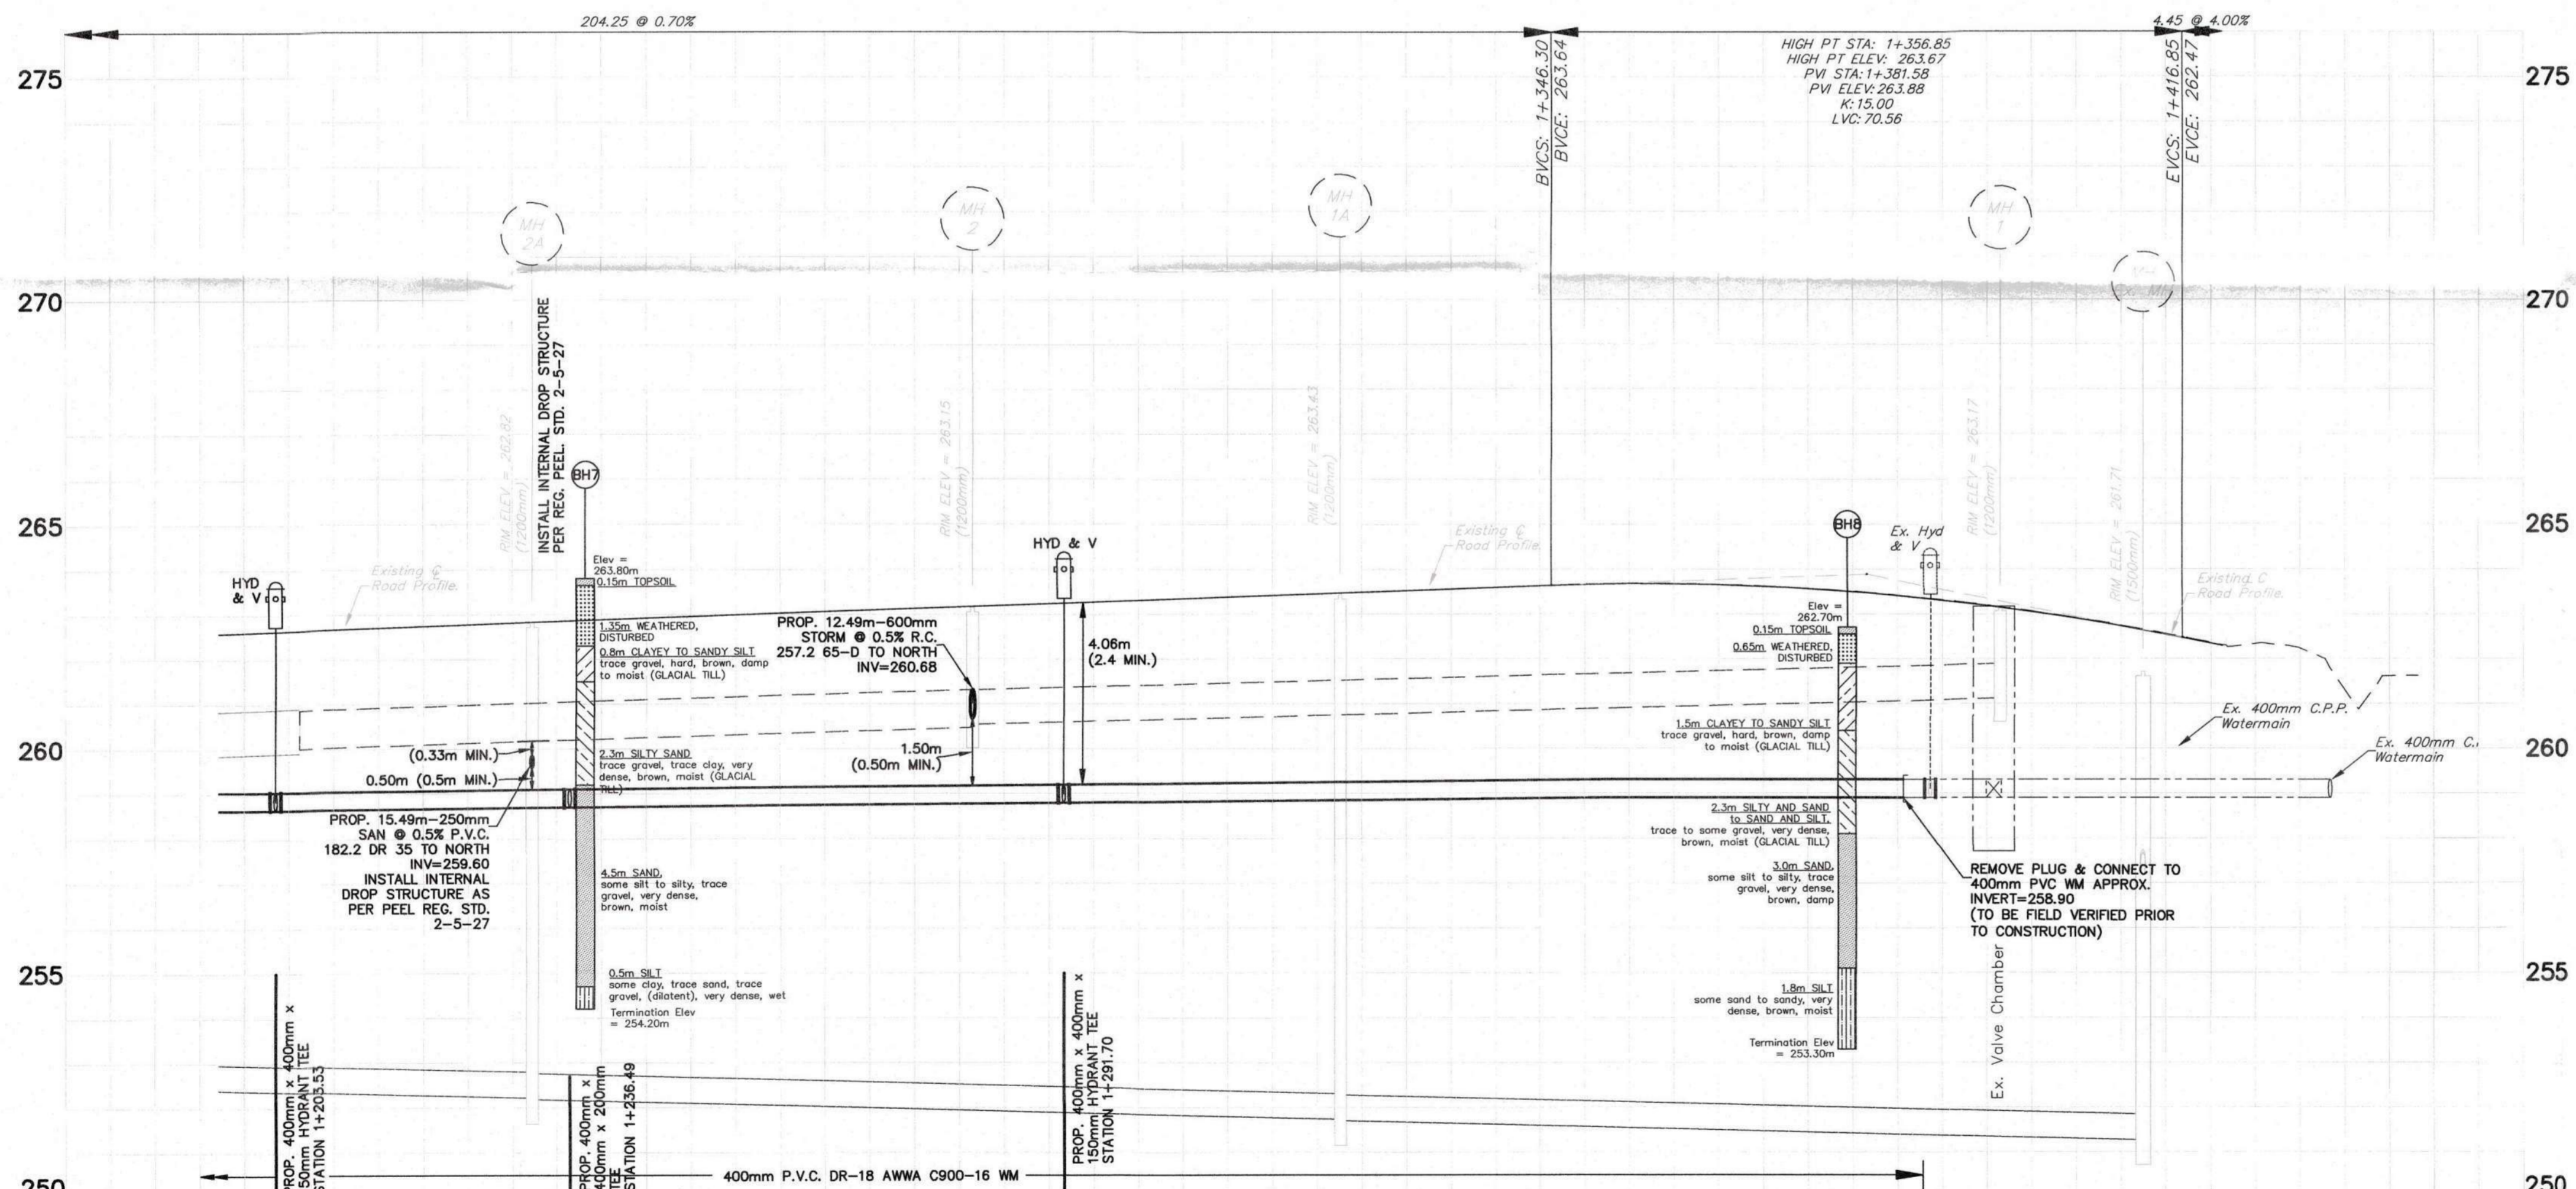 204.25 @ 0.70%
4.45 @ 4.00%
BVCS: 1+346.30
BVCE: 263.64
HIGH PT STA: 1+356.85
HIGH PT ELEV: 263.67
PVI STA: 1+381.58
PVI ELEV: 263.88
K: 15.00
LVC: 70.56
EVCS: 1+416.85
EVCE: 262.47
275
275
270
270
265
265
260
260
255
255
250
250
MH
2A
MH
2
MH
1A
MH
1
Ex. MH
RIM ELEV = 262.82
(1200mm)
INSTALL INTERNAL DROP STRUCTURE
PER REG. PEEL. STD. 2-5-27
RIM ELEV = 263.15
(1200mm)
RIM ELEV = 263.43
(1200mm)
RIM ELEV = 263.17
(1200mm)
RIM ELEV = 261.71
(1500mm)
HYD
& V
Existing ℄
Road Profile.
BH7
Elev =
263.80m
0.15m TOPSOIL
1.35m WEATHERED,
DISTURBED
0.8m CLAYEY TO SANDY SILT
trace gravel, hard, brown, damp
to moist (GLACIAL TILL)
2.3m SILTY SAND
trace gravel, trace clay, very
dense, brown, moist (GLACIAL
TILL)
4.5m SAND,
some silt to silty, trace
gravel, very dense,
brown, moist
0.5m SILT
some clay, trace sand, trace
gravel, (dilatent), very dense, wet
Termination Elev
= 254.20m
PROP. 12.49m-600mm
STORM @ 0.5% R.C.
257.2 65-D TO NORTH
INV=260.68
(0.33m MIN.)
0.50m (0.5m MIN.)
PROP. 15.49m-250mm
SAN @ 0.5% P.V.C.
182.2 DR 35 TO NORTH
INV=259.60
INSTALL INTERNAL
DROP STRUCTURE AS
PER PEEL REG. STD.
2-5-27
1.50m
(0.50m MIN.)
HYD & V
4.06m
(2.4 MIN.)
Existing ℄
Road Profile.
BH8
Elev =
262.70m
0.15m TOPSOIL
0.65m WEATHERED,
DISTURBED
1.5m CLAYEY TO SANDY SILT
trace gravel, hard, brown, damp
to moist (GLACIAL TILL)
2.3m SILTY AND SAND
to SAND AND SILT,
trace to some gravel, very dense,
brown, moist (GLACIAL TILL)
3.0m SAND,
some silt to silty, trace
gravel, very dense,
brown, damp
1.8m SILT
some sand to sandy, very
dense, brown, moist
Termination Elev
= 253.30m
Ex. Hyd
& V
Existing C
Road Profile.
Ex. 400mm C.P.P.
Watermain
Ex. 400mm C.
Watermain
REMOVE PLUG & CONNECT TO
400mm PVC WM APPROX.
INVERT=258.90
(TO BE FIELD VERIFIED PRIOR
TO CONSTRUCTION)
Ex. Valve Chamber
PROP. 400mm x 400mm x
150mm HYDRANT TEE
STATION 1+203.53
PROP. 400mm x
400mm x 200mm
TEE
STATION 1+236.49
PROP. 400mm x 400mm x
150mm HYDRANT TEE
STATION 1+291.70
400mm P.V.C. DR-18 AWWA C900-16 WM